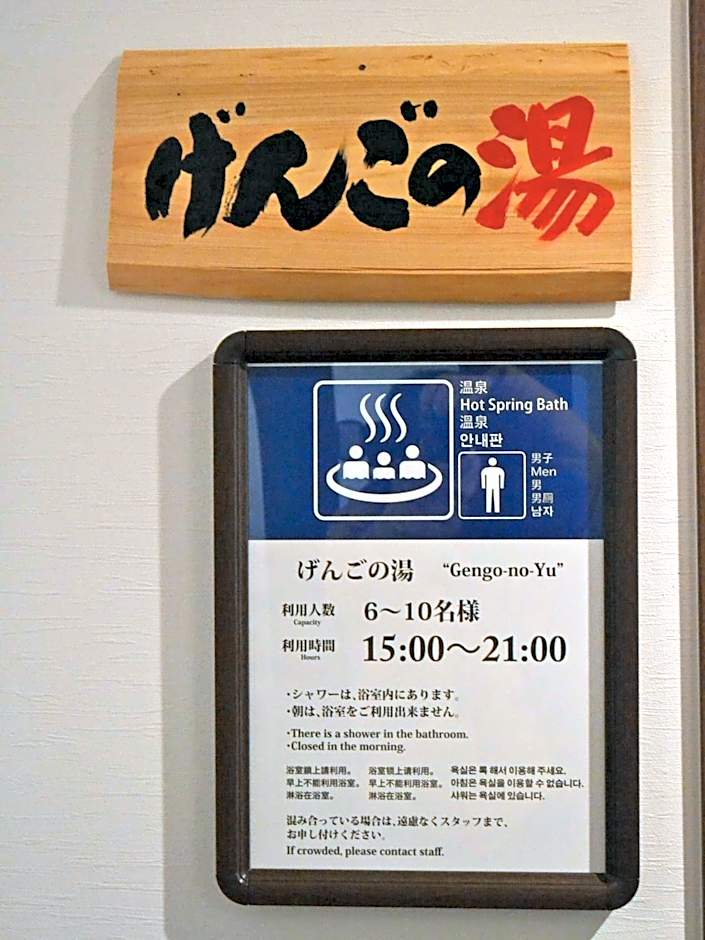 げんごの湯
温泉
Hot Spring Bath
温泉
안내판
男子
Men
男
男廁
남자
げんごの湯 “Gengo-no-Yu”
利用人数 6～10名様
Capacity
利用時間 15:00～21:00
Hours
・シャワーは、浴室内にあります。
・朝は、浴室をご利用出来ません。
・There is a shower in the bathroom.
・Closed in the morning.
浴室鎖上請利用。 浴室锁上请利用。 욕실은 록 해서 이용해 주세요.
早上不能利用浴室。 早上不能利用浴室。 아침은 욕실을 이용할 수 없습니다.
淋浴在浴室。 淋浴在浴室。 샤워는 욕실에 있습니다.
混み合っている場合は、遠慮なくスタッフまで、
お申し付けください。
If crowded, please contact staff.